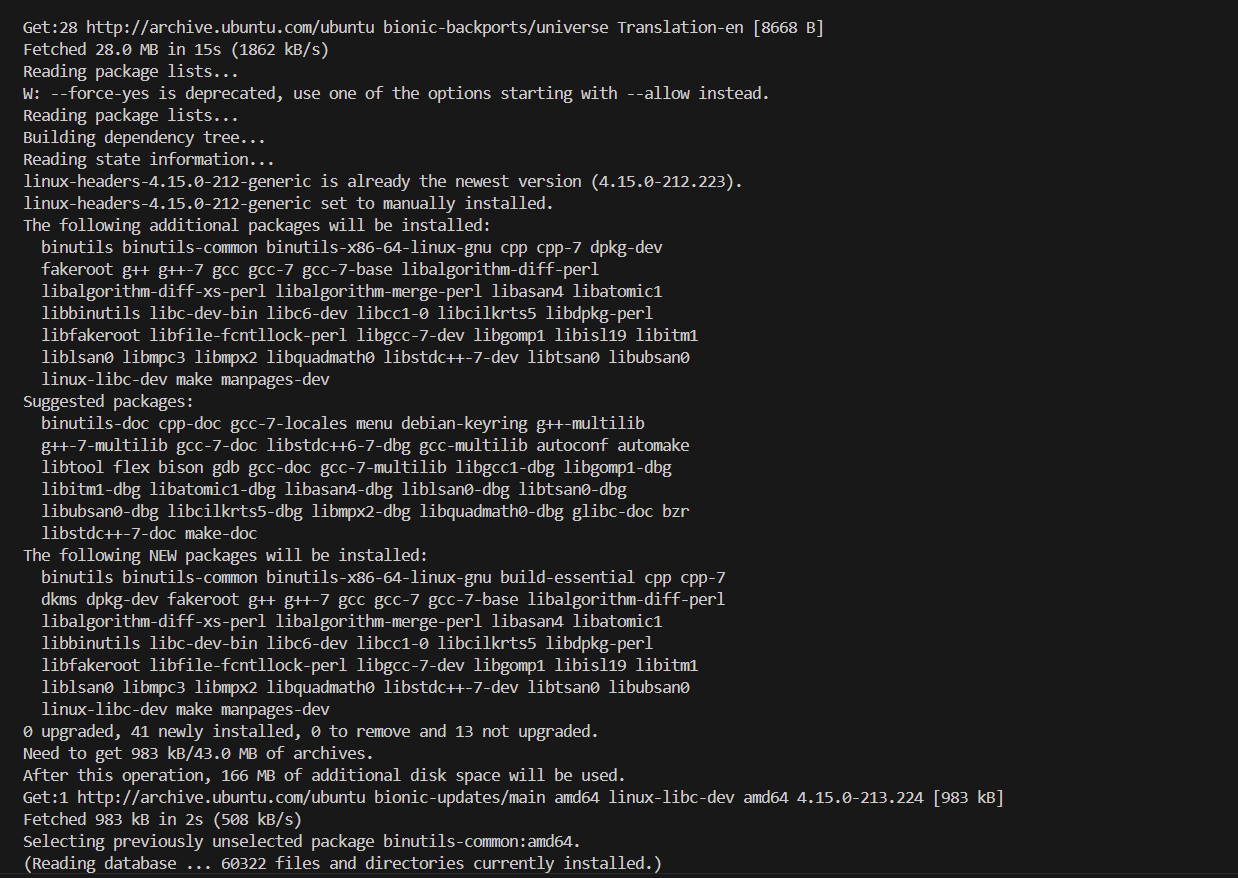 Get:28 http://archive.ubuntu.com/ubuntu bionic-backports/universe Translation-en [8668 B]
Fetched 28.0 MB in 15s (1862 kB/s)
Reading package lists...
W: --force-yes is deprecated, use one of the options starting with --allow instead.
Reading package lists...
Building dependency tree...
Reading state information...
linux-headers-4.15.0-212-generic is already the newest version (4.15.0-212.223).
linux-headers-4.15.0-212-generic set to manually installed.
The following additional packages will be installed:
  binutils binutils-common binutils-x86-64-linux-gnu cpp cpp-7 dpkg-dev
  fakeroot g++ g++-7 gcc gcc-7 gcc-7-base libalgorithm-diff-perl
  libalgorithm-diff-xs-perl libalgorithm-merge-perl libasan4 libatomic1
  libbinutils libc-dev-bin libc6-dev libcc1-0 libcilkrts5 libdpkg-perl
  libfakeroot libfile-fcntllock-perl libgcc-7-dev libgomp1 libisl19 libitm1
  liblsan0 libmpc3 libmpx2 libquadmath0 libstdc++-7-dev libtsan0 libubsan0
  linux-libc-dev make manpages-dev
Suggested packages:
  binutils-doc cpp-doc gcc-7-locales menu debian-keyring g++-multilib
  g++-7-multilib gcc-7-doc libstdc++6-7-dbg gcc-multilib autoconf automake
  libtool flex bison gdb gcc-doc gcc-7-multilib libgcc1-dbg libgomp1-dbg
  libitm1-dbg libatomic1-dbg libasan4-dbg liblsan0-dbg libtsan0-dbg
  libubsan0-dbg libcilkrts5-dbg libmpx2-dbg libquadmath0-dbg glibc-doc bzr
  libstdc++-7-doc make-doc
The following NEW packages will be installed:
  binutils binutils-common binutils-x86-64-linux-gnu build-essential cpp cpp-7
  dkms dpkg-dev fakeroot g++ g++-7 gcc gcc-7 gcc-7-base libalgorithm-diff-perl
  libalgorithm-diff-xs-perl libalgorithm-merge-perl libasan4 libatomic1
  libbinutils libc-dev-bin libc6-dev libcc1-0 libcilkrts5 libdpkg-perl
  libfakeroot libfile-fcntllock-perl libgcc-7-dev libgomp1 libisl19 libitm1
  liblsan0 libmpc3 libmpx2 libquadmath0 libstdc++-7-dev libtsan0 libubsan0
  linux-libc-dev make manpages-dev
0 upgraded, 41 newly installed, 0 to remove and 13 not upgraded.
Need to get 983 kB/43.0 MB of archives.
After this operation, 166 MB of additional disk space will be used.
Get:1 http://archive.ubuntu.com/ubuntu bionic-updates/main amd64 linux-libc-dev amd64 4.15.0-213.224 [983 kB]
Fetched 983 kB in 2s (508 kB/s)
Selecting previously unselected package binutils-common:amd64.
(Reading database ... 60322 files and directories currently installed.)